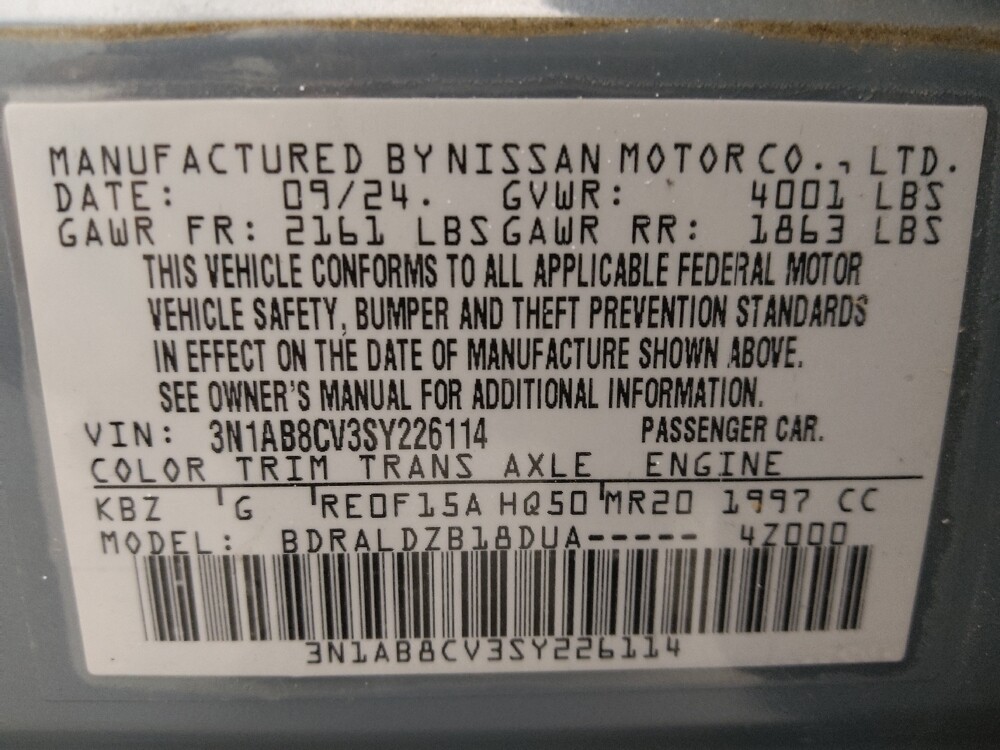 MANUFACTURED BY NISSAN MOTOR CO., LTD.
DATE: 09/24. GVWR: 4001 LBS
GAWR FR: 2161 LBS GAWR RR: 1863 LBS
THIS VEHICLE CONFORMS TO ALL APPLICABLE FEDERAL MOTOR
VEHICLE SAFETY, BUMPER AND THEFT PREVENTION STANDARDS
IN EFFECT ON THE DATE OF MANUFACTURE SHOWN ABOVE.
SEE OWNER'S MANUAL FOR ADDITIONAL INFORMATION.
VIN: 3N1AB8CV3SY226114 PASSENGER CAR.
COLOR TRIM TRANS AXLE ENGINE
KBZ G RE0F15A HQ50 MR20 1997 CC
MODEL: BDRALDZB18DUA----- 4Z000
3N1AB8CV3SY226114